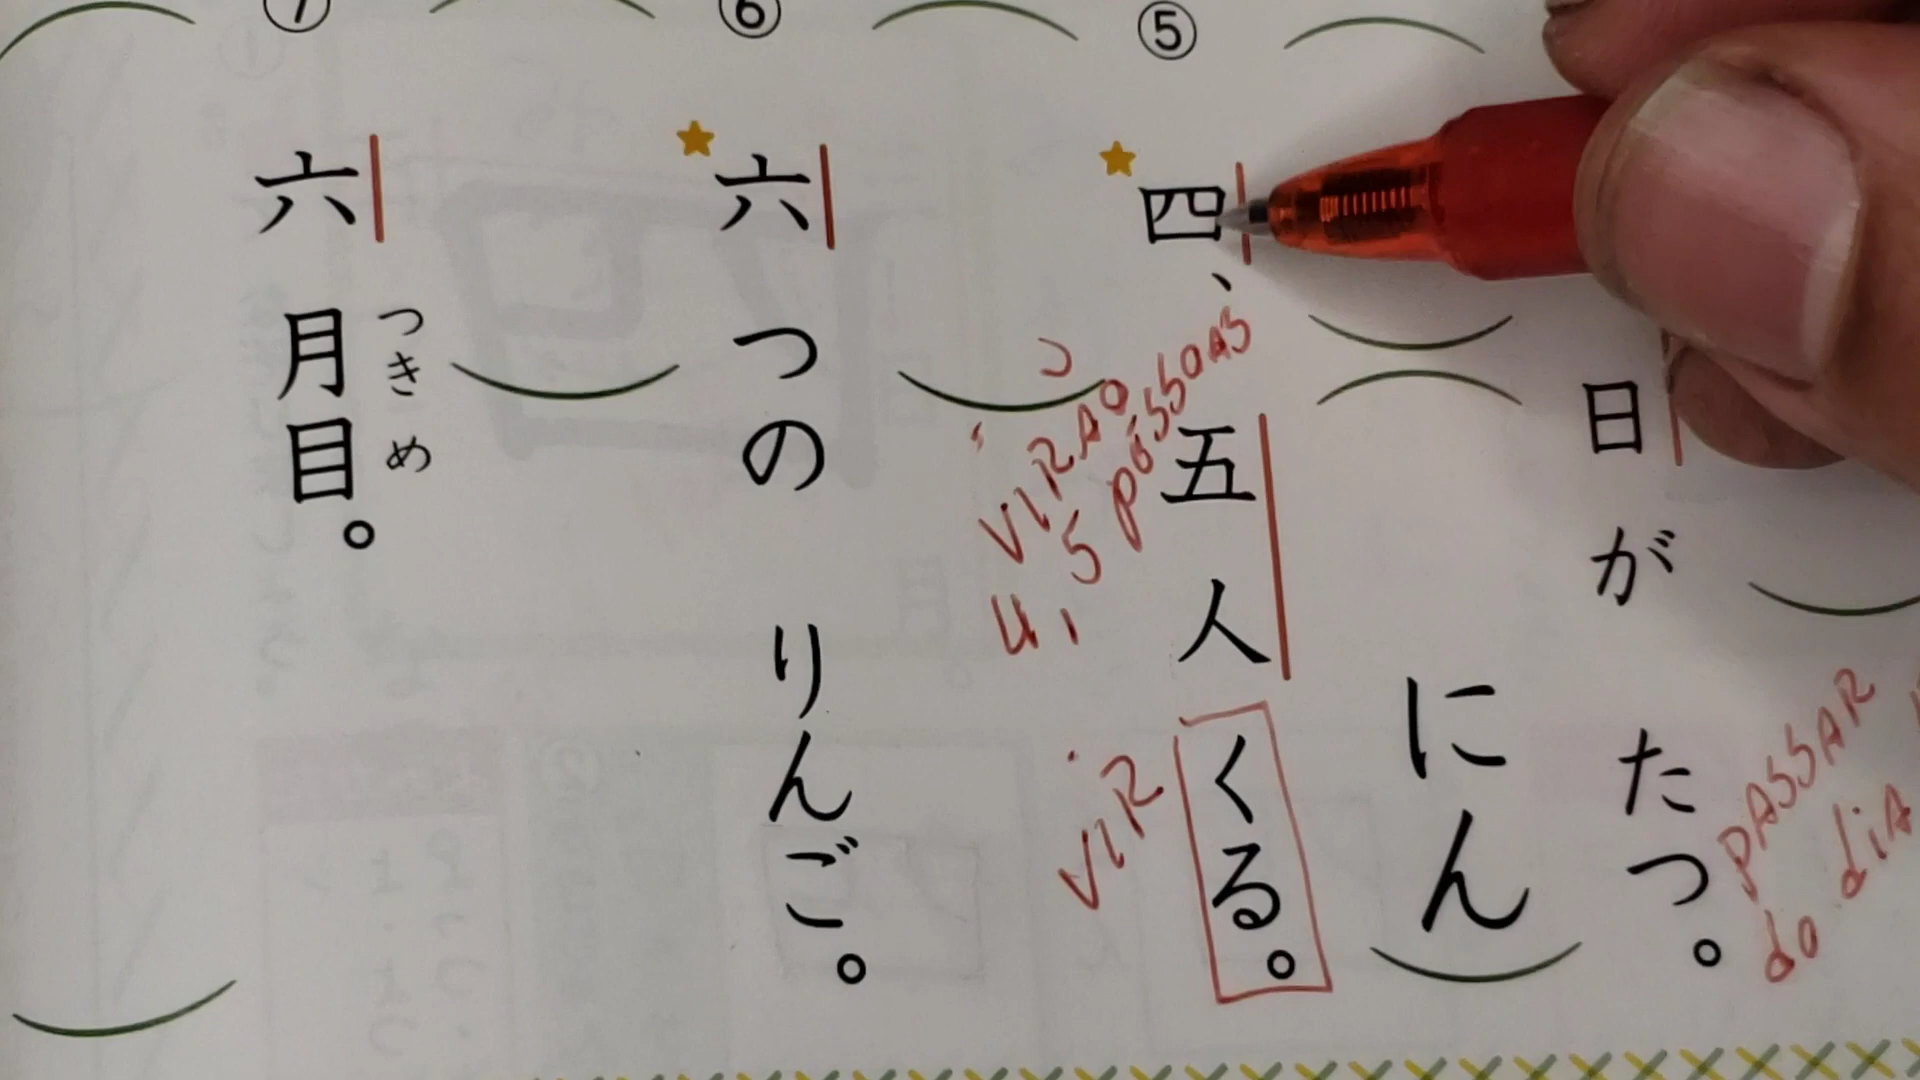 日が たつ。
PASSAR
do diA
⑤
四、五人 くる。
にん
VIRÃO
4, 5 PESSOAS
VIR
⑥
六つの りんご。
⑦
六月目。
つきめ